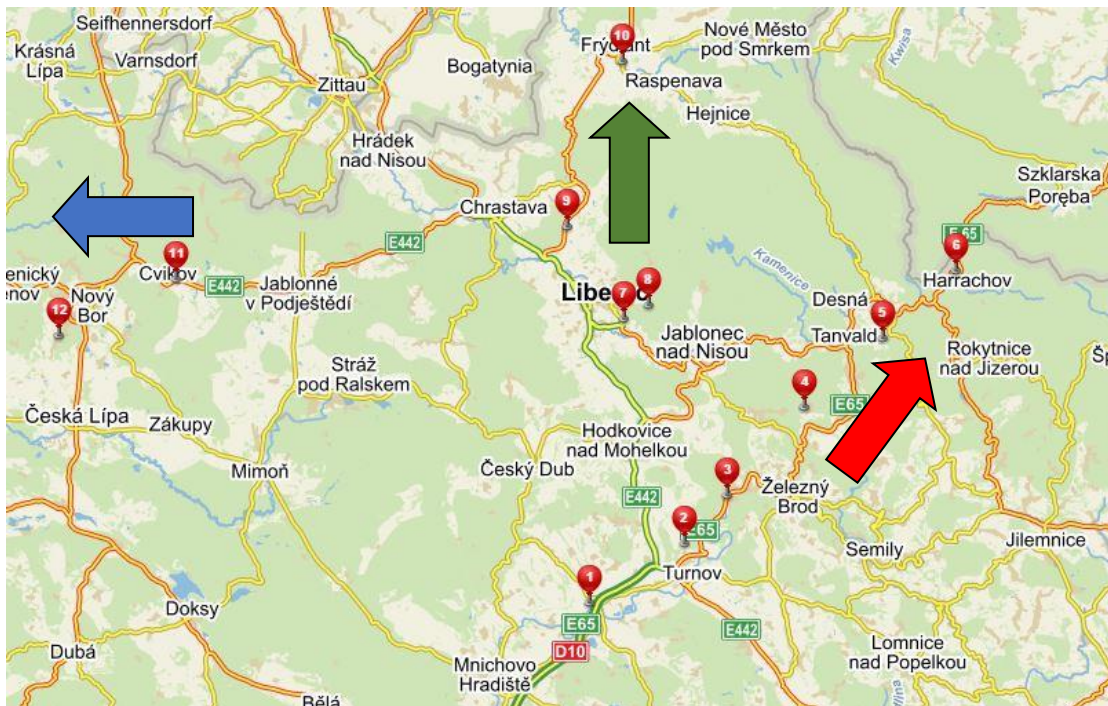 Seifhennersdorf
Krásná
Lípa
Varnsdorf
Zittau
Bogatynia
10
Nové Město
pod Smrkem
Kwisa
Raspenava
Hejnice
Hrádek
nad Nisou
Szklarska
Poręba
Chrastava
9
E442
E 65
6
Harrachov
Kamenice
11
Cvikov
E442
Jablonné
v Podještědí
7
8
Desná
5
Tanvald
12
Nový
Bor
Jablonec
nad Nisou
Rokytnice
nad Jizerou
Stráž
pod Ralskem
4
E65
Česká Lípa
Zákupy
Hodkovice
nad Mohelkou
Mimoň
Český Dub
3
Železný
Brod
E442
2
E65
Semily
Jilemnice
Turnov
1
Doksy
E65
E442
Dubá
D10
Lomnice
nad Popelkou
Mnichovo
Hradiště
Bělá